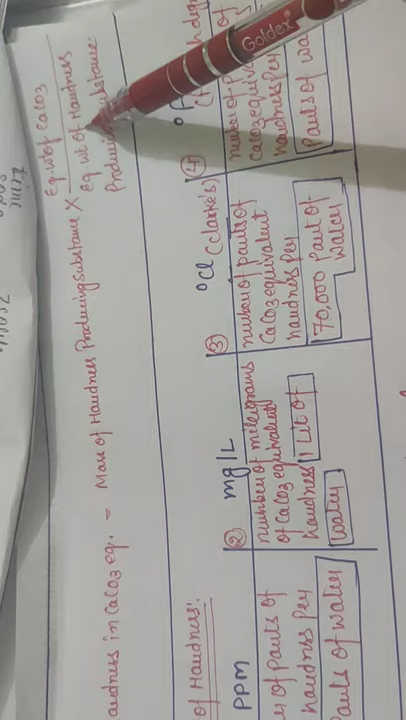 Eq. wt of CaCO3
Hardness in CaCO3 eq. = Mass of Hardness Producing substance X
eq wt of Hardness
Producing substance.
of Hardness:
PPM
② mg/L
③ °Cl (Clarke's)
④
of Parts of
hardness per
Parts of water
number of milligrams
of CaCO3 equivalent
hardness 1 Lit of
water
number of parts of
CaCO3 equivalent
hardness per
70,000 Part of
water
number of
CaCO3 equiv
hardness per
Parts of wa
Goldex